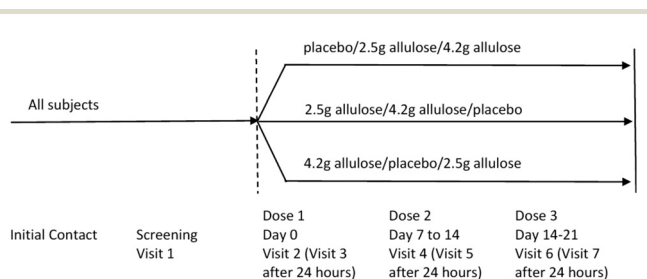 placebo/2.5g allulose/4.2g allulose
All subjects
2.5g allulose/4.2g allulose/placebo
4.2g allulose/placebo/2.5g allulose
Initial Contact
Screening
Visit 1
Dose 1
Day 0
Visit 2 (Visit 3
after 24 hours)
Dose 2
Day 7 to 14
Visit 4 (Visit 5
after 24 hours)
Dose 3
Day 14-21
Visit 6 (Visit 7
after 24 hours)